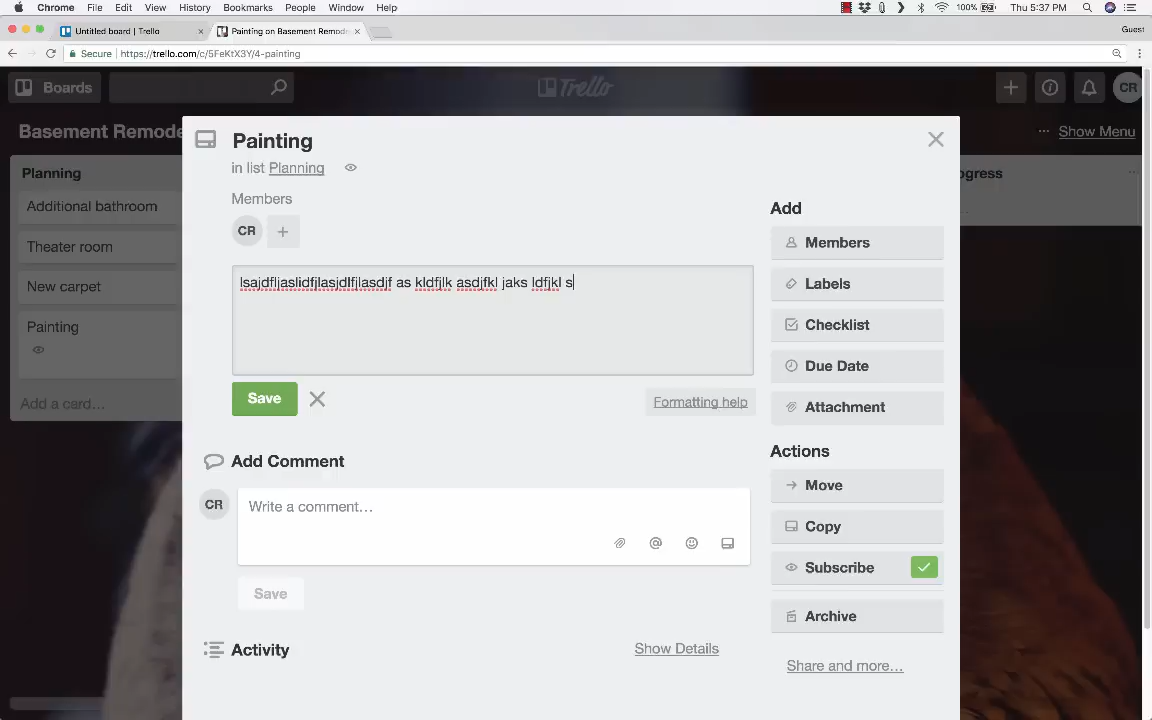 Chrome File Edit View History Bookmarks People Window Help 100% Thu 5:37 PM
Untitled board | Trello Painting on Basement Remode Guest
Secure https://trello.com/c/5FeKtX3Y/4-painting
Boards Trello CR
Basement Remode ... Show Menu
Planning
Additional bathroom
Theater room
New carpet
Painting
Add a card...
ogress
Painting
in list Planning
Members
CR +
lsajdfljaslidfjlasjdlfjlasdjf as kldfjlk asdjfkl jaks ldfjkl s
Save
Formatting help
Add Comment
CR
Write a comment...
Save
Activity
Show Details
Add
Members
Labels
Checklist
Due Date
Attachment
Actions
Move
Copy
Subscribe
Archive
Share and more...